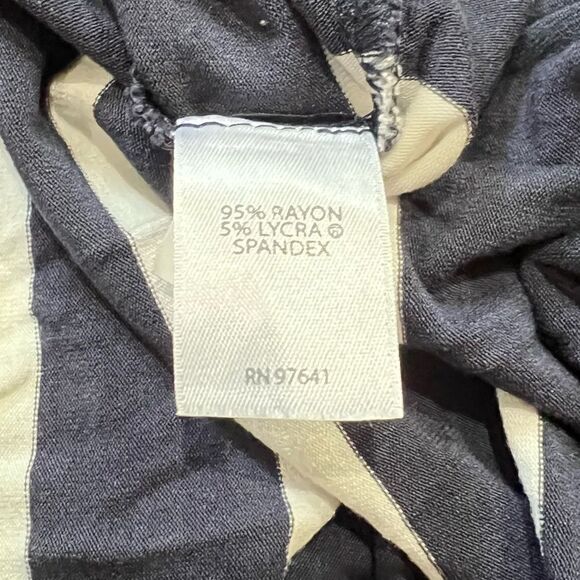 95% RAYON
5% LYCRA ®
SPANDEX
RN 97641